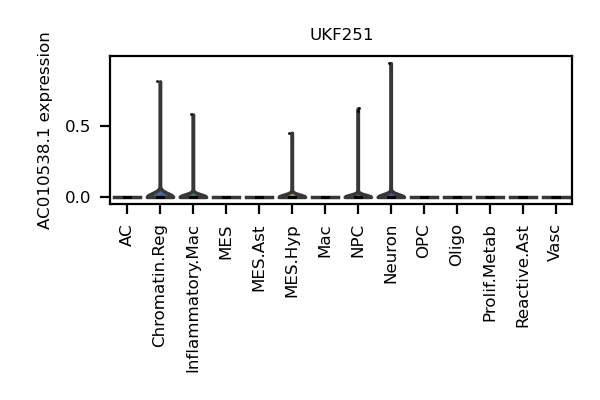 UKF251
AC010538.1 expression
0.5
0.0
AC
Chromatin.Reg
Inflammatory.Mac
MES
MES.Ast
MES.Hyp
Mac
NPC
Neuron
OPC
Oligo
Prolif.Metab
Reactive.Ast
Vasc